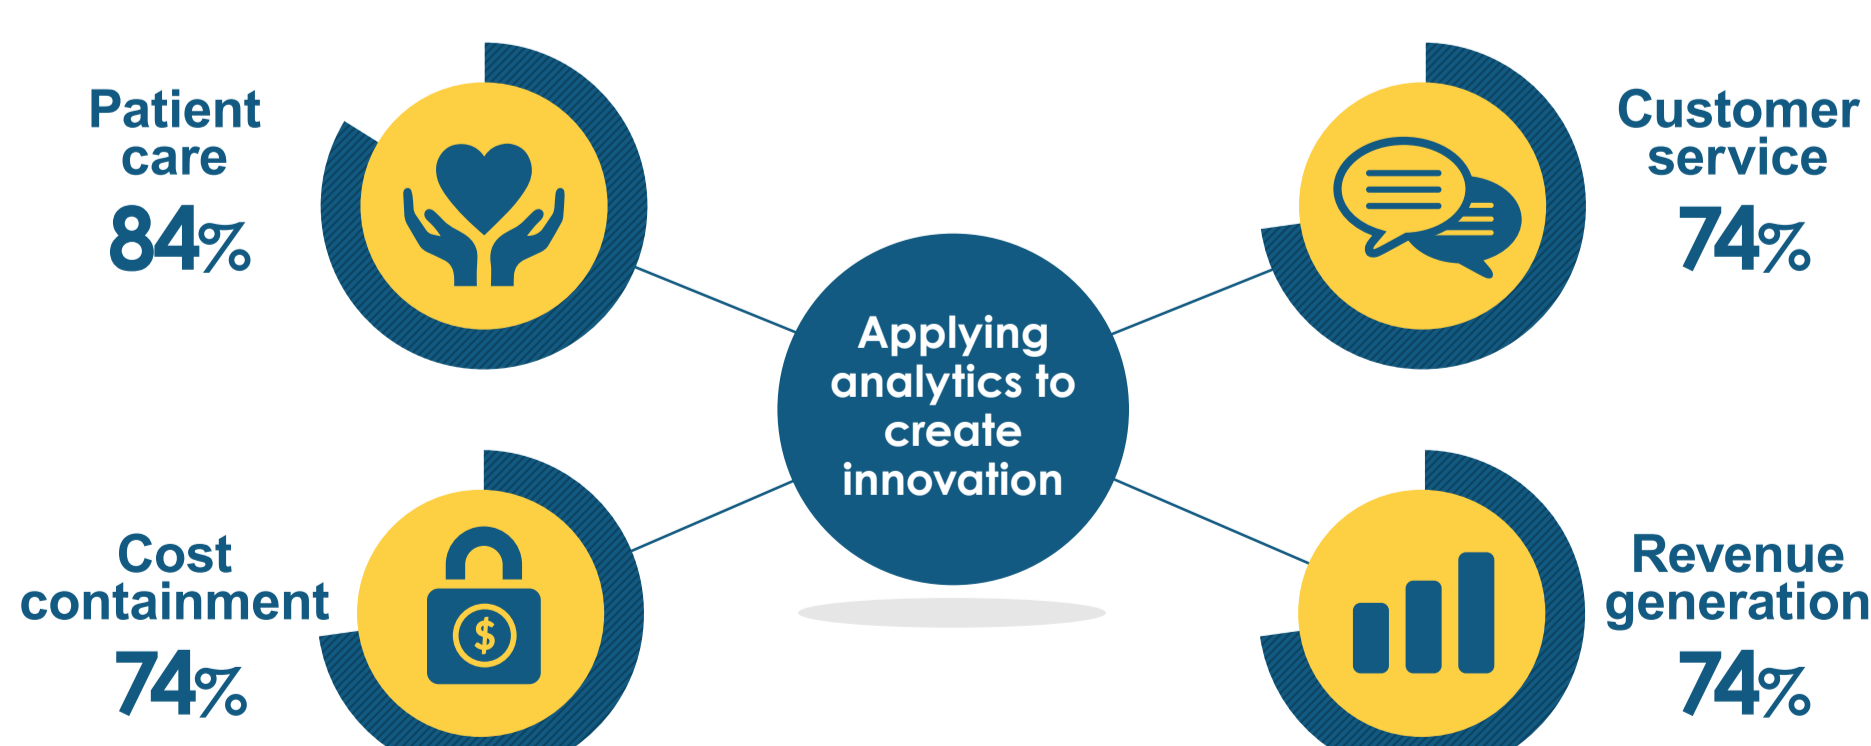 Patient
care
84%
Customer
service
74%
Applying
analytics to
create
innovation
Cost
containment
74%
$
Revenue
generation
74%